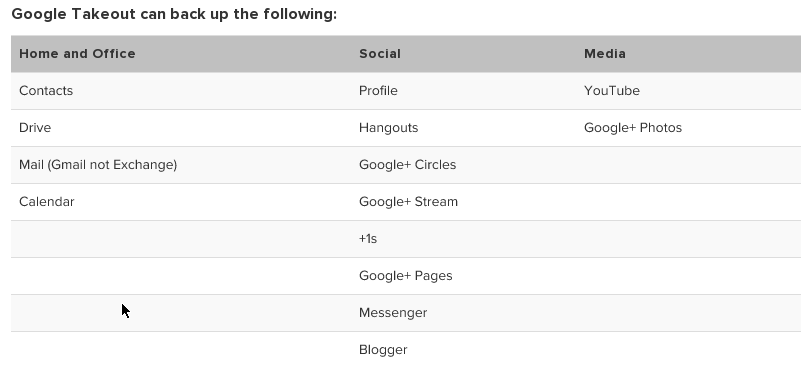 Google Takeout can back up the following:
Home and Office Social Media
Contacts Profile YouTube
Drive Hangouts Google+ Photos
Mail (Gmail not Exchange) Google+ Circles
Calendar Google+ Stream
+1s
Google+ Pages
Messenger
Blogger